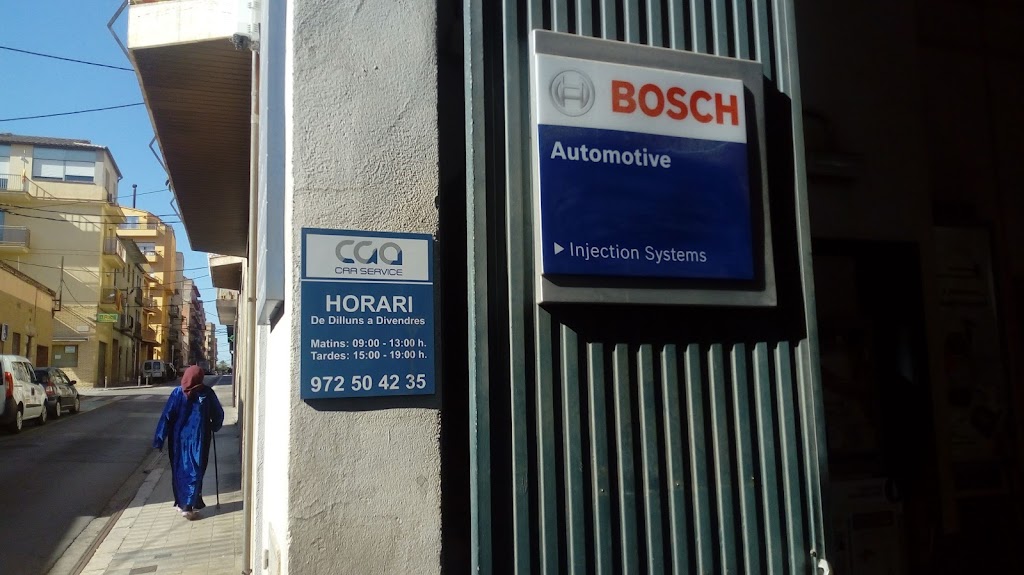 CGA
CAR SERVICE
HORARI
De Dilluns a Divendres
Matins: 09:00 - 13:00 h.
Tardes: 15:00 - 19:00 h.
972 50 42 35
BOSCH
Automotive
Injection Systems